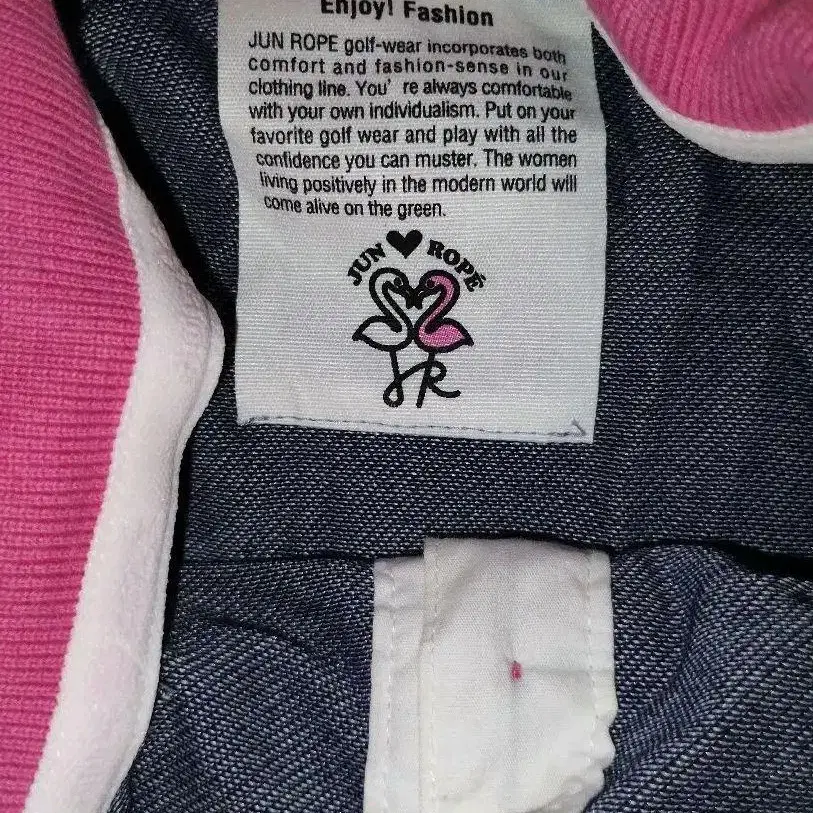 Enjoy! Fashion
JUN ROPE golf-wear incorporates both
comfort and fashion-sense in our
clothing line. You' re always comfortable
with your own individualism. Put on your
favorite golf wear and play with all the
confidence you can muster. The women
living positively in the modern world will
come alive on the green.
JUN ROPÉ
JR